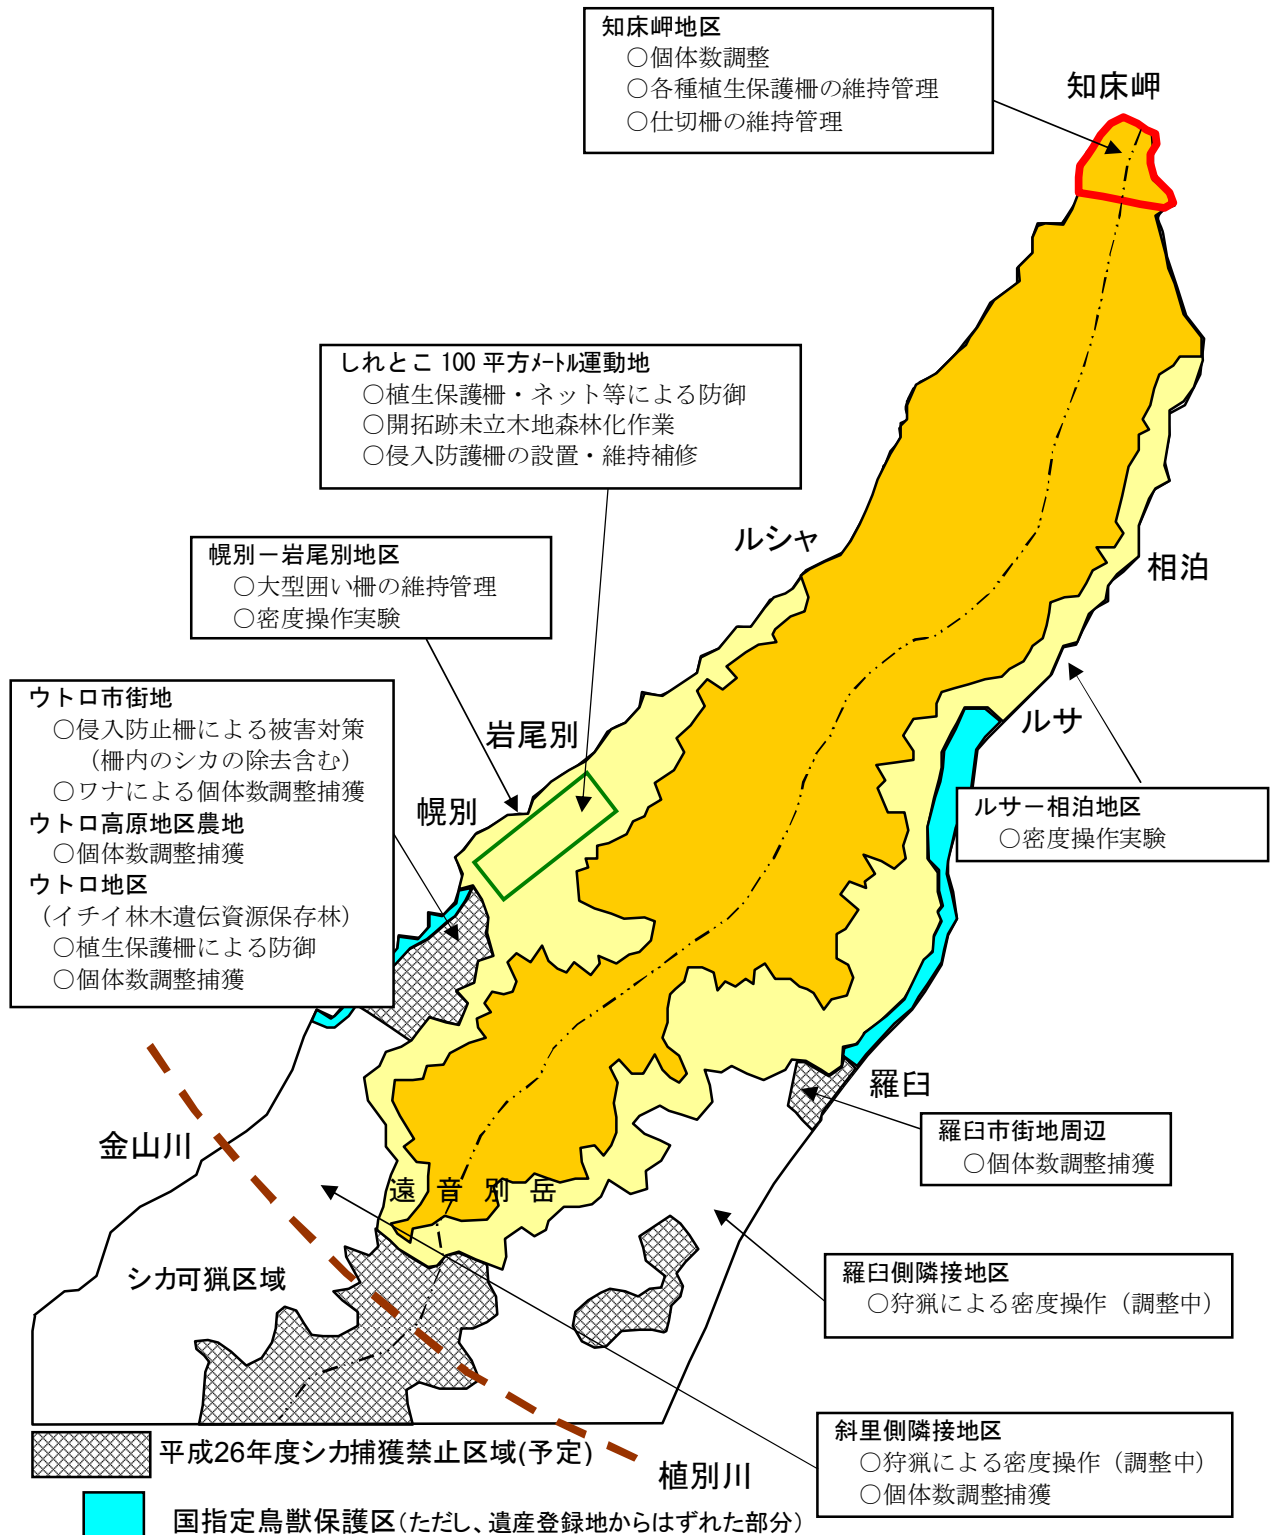 知床岬地区
○個体数調整
○各種植生保護柵の維持管理
○仕切柵の維持管理
知床岬
しれとこ 100 平方メートル運動地
○植生保護柵・ネット等による防御
○開拓跡未立木地森林化作業
○侵入防護柵の設置・維持補修
ルシャ
相泊
幌別－岩尾別地区
○大型囲い柵の維持管理
○密度操作実験
ウトロ市街地
○侵入防止柵による被害対策
（柵内のシカの除去含む）
○ワナによる個体数調整捕獲
ウトロ高原地区農地
○個体数調整捕獲
ウトロ地区
（イチイ林木遺伝資源保存林）
○植生保護柵による防御
○個体数調整捕獲
岩尾別
幌別
ルサ
ルサ－相泊地区
○密度操作実験
羅臼
羅臼市街地周辺
○個体数調整捕獲
金山川
遠音別岳
シカ可猟区域
羅臼側隣接地区
○狩猟による密度操作（調整中）
斜里側隣接地区
○狩猟による密度操作（調整中）
○個体数調整捕獲
平成26年度シカ捕獲禁止区域(予定)
植別川
国指定鳥獣保護区(ただし、遺産登録地からはずれた部分)